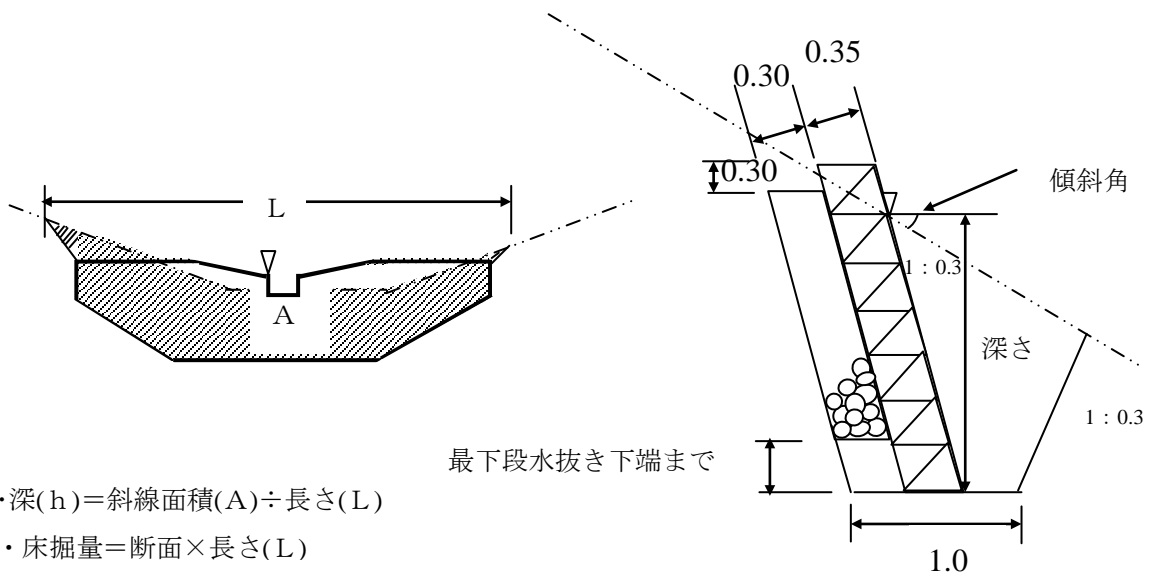 0.35
0.30
0.30
傾斜角
L
1：0.3
A
深さ
1：0.3
最下段水抜き下端まで
・深(h)＝斜線面積(A)÷長さ(L)
・床掘量＝断面×長さ(L)
1.0